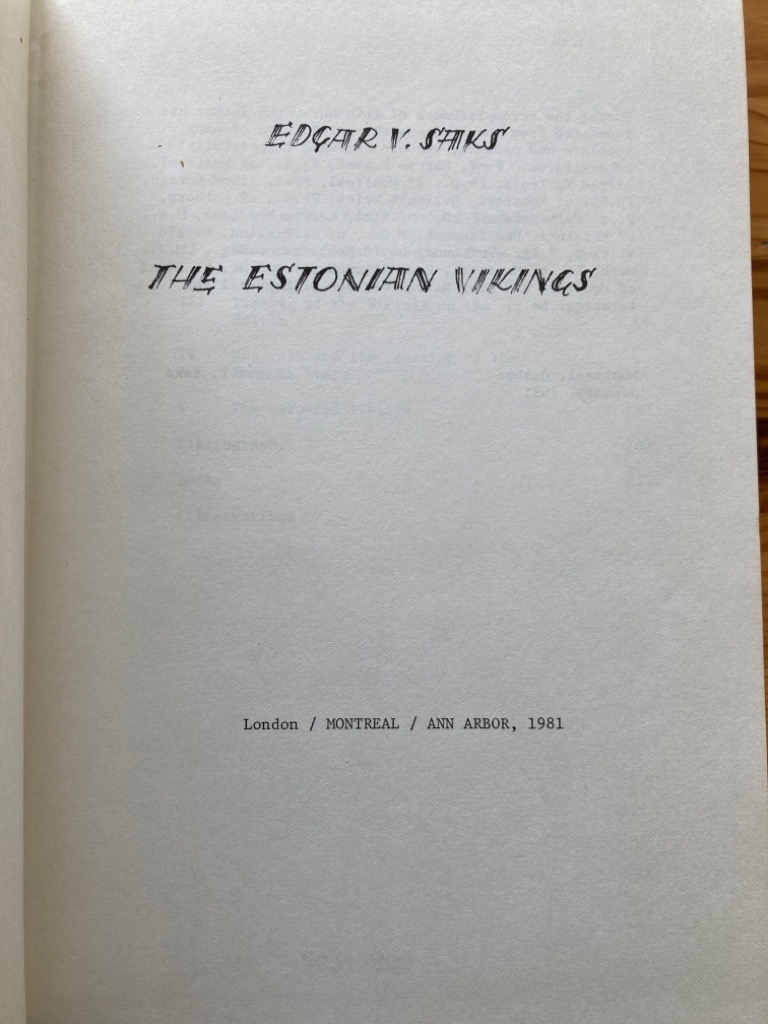 EDGAR V. SAKS
THE ESTONIAN VIKINGS
London / MONTREAL / ANN ARBOR, 1981